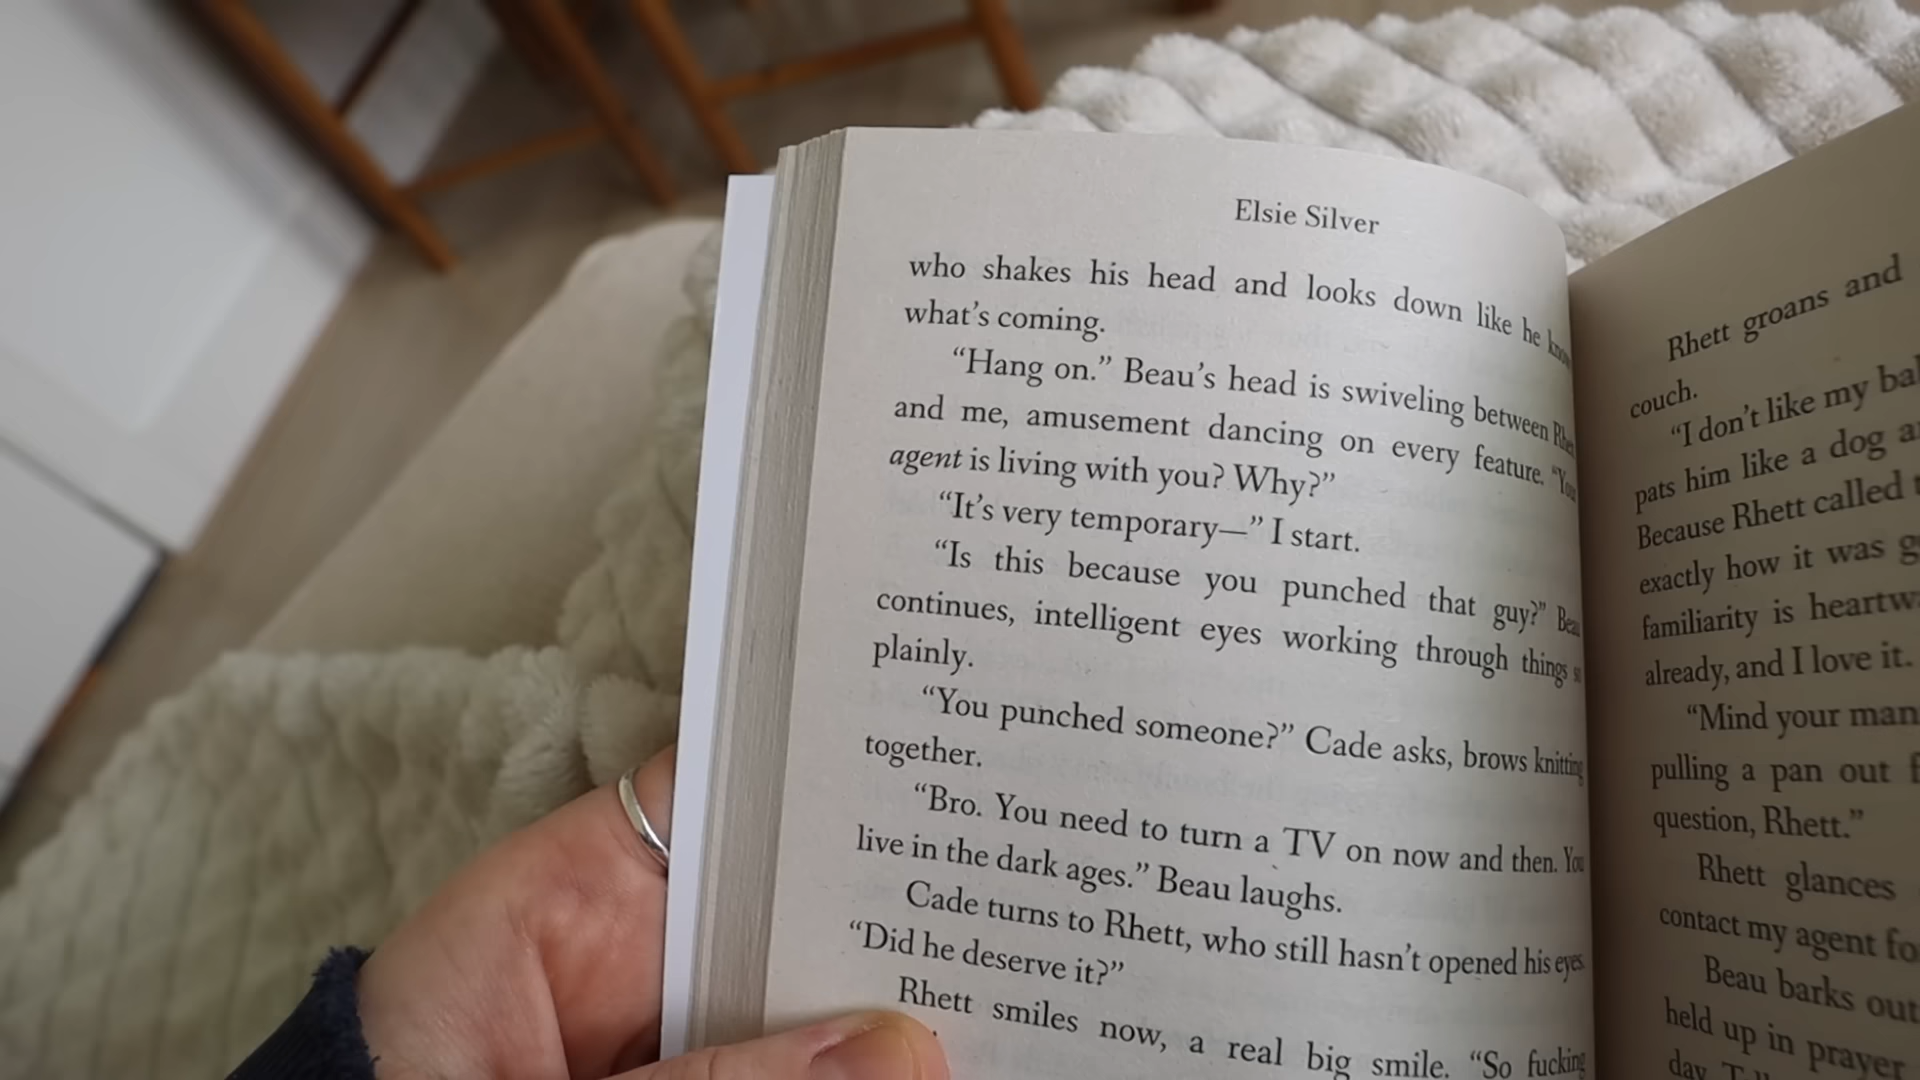 Elsie Silver
who shakes his head and looks down like he
what's coming.
"Hang on." Beau's head is swiveling between
and me, amusement dancing on every feature.
agent is living with you? Why?"
"It's very temporary—" I start.
"Is this because you punched that guy?"
continues, intelligent eyes working through things
plainly.
"You punched someone?" Cade asks, brows knitting
together.
"Bro. You need to turn a TV on now and then. You
live in the dark ages." Beau laughs.
Cade turns to Rhett, who still hasn't opened his eyes.
"Did he deserve it?"
Rhett smiles now, a real big smile. "So fucking
Rhett groans and
couch.
"I don't like my
pats him like a dog
Because Rhett called
exactly how it was
familiarity is
already, and I love it.
"Mind your
pulling a pan out
question, Rhett."
Rhett glances
contact my agent
Beau barks out
held up in prayer
day.